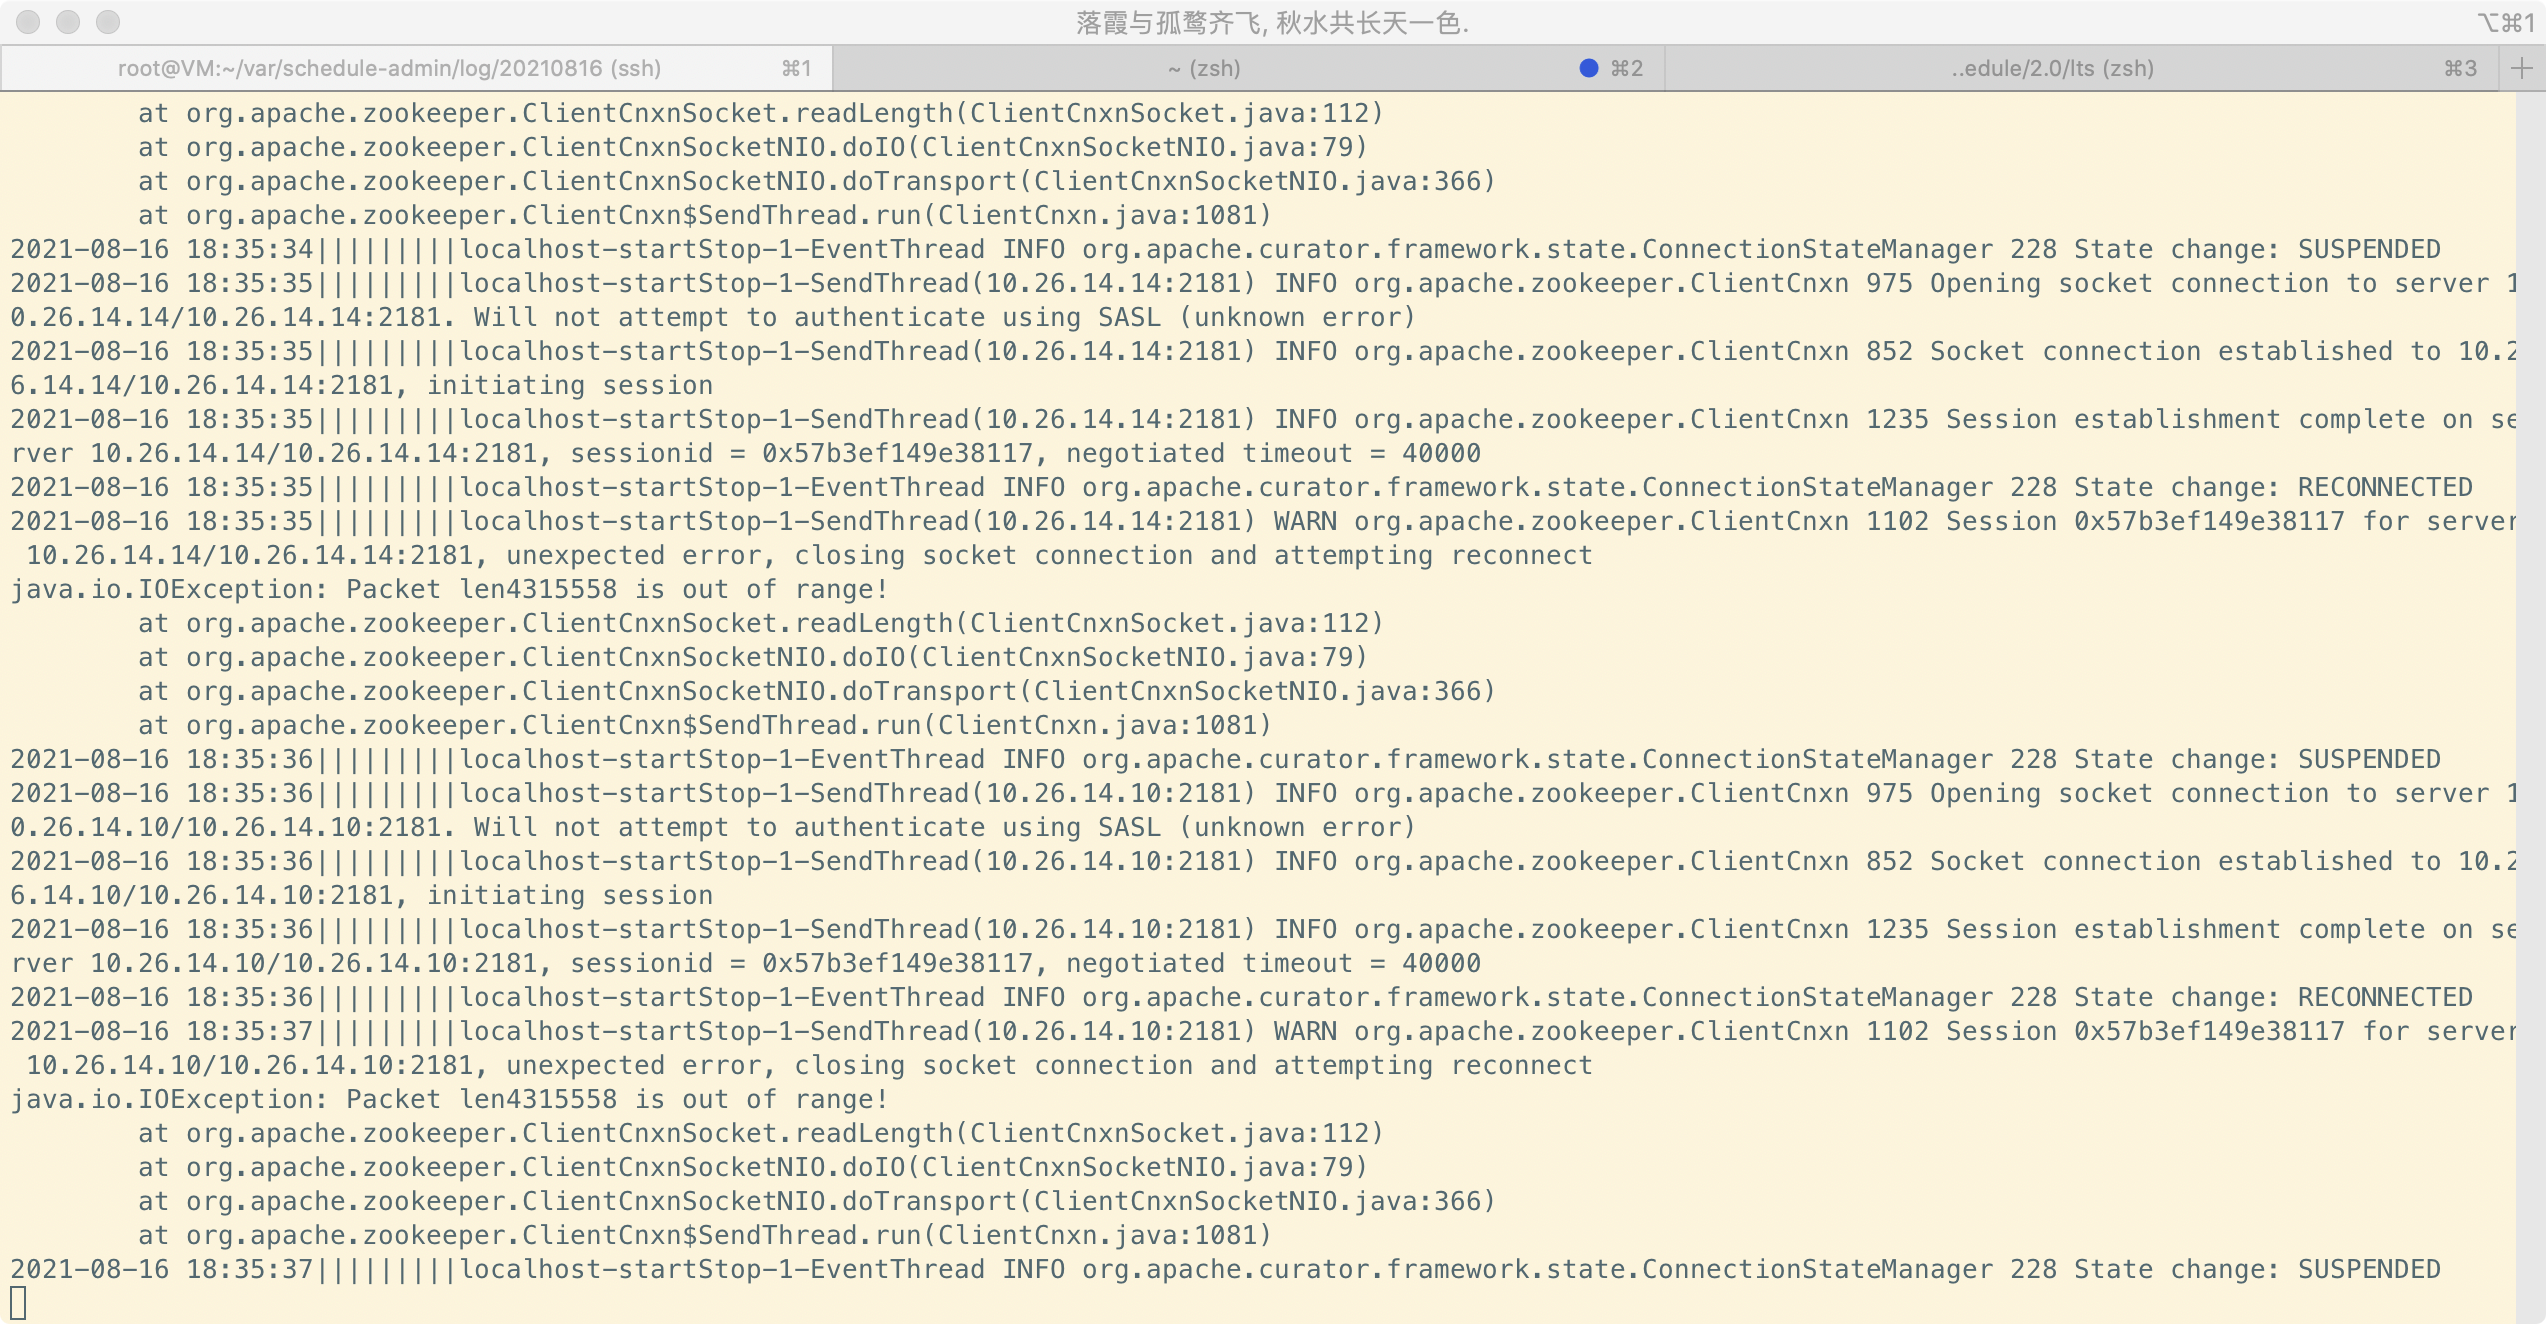 落霞与孤鹜齐飞, 秋水共长天一色.
⌥⌘1
root@VM:~/var/schedule-admin/log/20210816 (ssh) ⌘1
~ (zsh) ⌘2
..edule/2.0/lts (zsh) ⌘3
at org.apache.zookeeper.ClientCnxnSocket.readLength(ClientCnxnSocket.java:112)
at org.apache.zookeeper.ClientCnxnSocketNIO.doIO(ClientCnxnSocketNIO.java:79)
at org.apache.zookeeper.ClientCnxnSocketNIO.doTransport(ClientCnxnSocketNIO.java:366)
at org.apache.zookeeper.ClientCnxn$SendThread.run(ClientCnxn.java:1081)
2021-08-16 18:35:34|||||||||localhost-startStop-1-EventThread INFO org.apache.curator.framework.state.ConnectionStateManager 228 State change: SUSPENDED
2021-08-16 18:35:35|||||||||localhost-startStop-1-SendThread(10.26.14.14:2181) INFO org.apache.zookeeper.ClientCnxn 975 Opening socket connection to server 1
0.26.14.14/10.26.14.14:2181. Will not attempt to authenticate using SASL (unknown error)
2021-08-16 18:35:35|||||||||localhost-startStop-1-SendThread(10.26.14.14:2181) INFO org.apache.zookeeper.ClientCnxn 852 Socket connection established to 10.2
6.14.14/10.26.14.14:2181, initiating session
2021-08-16 18:35:35|||||||||localhost-startStop-1-SendThread(10.26.14.14:2181) INFO org.apache.zookeeper.ClientCnxn 1235 Session establishment complete on se
rver 10.26.14.14/10.26.14.14:2181, sessionid = 0x57b3ef149e38117, negotiated timeout = 40000
2021-08-16 18:35:35|||||||||localhost-startStop-1-EventThread INFO org.apache.curator.framework.state.ConnectionStateManager 228 State change: RECONNECTED
2021-08-16 18:35:35|||||||||localhost-startStop-1-SendThread(10.26.14.14:2181) WARN org.apache.zookeeper.ClientCnxn 1102 Session 0x57b3ef149e38117 for server
10.26.14.14/10.26.14.14:2181, unexpected error, closing socket connection and attempting reconnect
java.io.IOException: Packet len4315558 is out of range!
at org.apache.zookeeper.ClientCnxnSocket.readLength(ClientCnxnSocket.java:112)
at org.apache.zookeeper.ClientCnxnSocketNIO.doIO(ClientCnxnSocketNIO.java:79)
at org.apache.zookeeper.ClientCnxnSocketNIO.doTransport(ClientCnxnSocketNIO.java:366)
at org.apache.zookeeper.ClientCnxn$SendThread.run(ClientCnxn.java:1081)
2021-08-16 18:35:36|||||||||localhost-startStop-1-EventThread INFO org.apache.curator.framework.state.ConnectionStateManager 228 State change: SUSPENDED
2021-08-16 18:35:36|||||||||localhost-startStop-1-SendThread(10.26.14.10:2181) INFO org.apache.zookeeper.ClientCnxn 975 Opening socket connection to server 1
0.26.14.10/10.26.14.10:2181. Will not attempt to authenticate using SASL (unknown error)
2021-08-16 18:35:36|||||||||localhost-startStop-1-SendThread(10.26.14.10:2181) INFO org.apache.zookeeper.ClientCnxn 852 Socket connection established to 10.2
6.14.10/10.26.14.10:2181, initiating session
2021-08-16 18:35:36|||||||||localhost-startStop-1-SendThread(10.26.14.10:2181) INFO org.apache.zookeeper.ClientCnxn 1235 Session establishment complete on se
rver 10.26.14.10/10.26.14.10:2181, sessionid = 0x57b3ef149e38117, negotiated timeout = 40000
2021-08-16 18:35:36|||||||||localhost-startStop-1-EventThread INFO org.apache.curator.framework.state.ConnectionStateManager 228 State change: RECONNECTED
2021-08-16 18:35:37|||||||||localhost-startStop-1-SendThread(10.26.14.10:2181) WARN org.apache.zookeeper.ClientCnxn 1102 Session 0x57b3ef149e38117 for server
10.26.14.10/10.26.14.10:2181, unexpected error, closing socket connection and attempting reconnect
java.io.IOException: Packet len4315558 is out of range!
at org.apache.zookeeper.ClientCnxnSocket.readLength(ClientCnxnSocket.java:112)
at org.apache.zookeeper.ClientCnxnSocketNIO.doIO(ClientCnxnSocketNIO.java:79)
at org.apache.zookeeper.ClientCnxnSocketNIO.doTransport(ClientCnxnSocketNIO.java:366)
at org.apache.zookeeper.ClientCnxn$SendThread.run(ClientCnxn.java:1081)
2021-08-16 18:35:37|||||||||localhost-startStop-1-EventThread INFO org.apache.curator.framework.state.ConnectionStateManager 228 State change: SUSPENDED